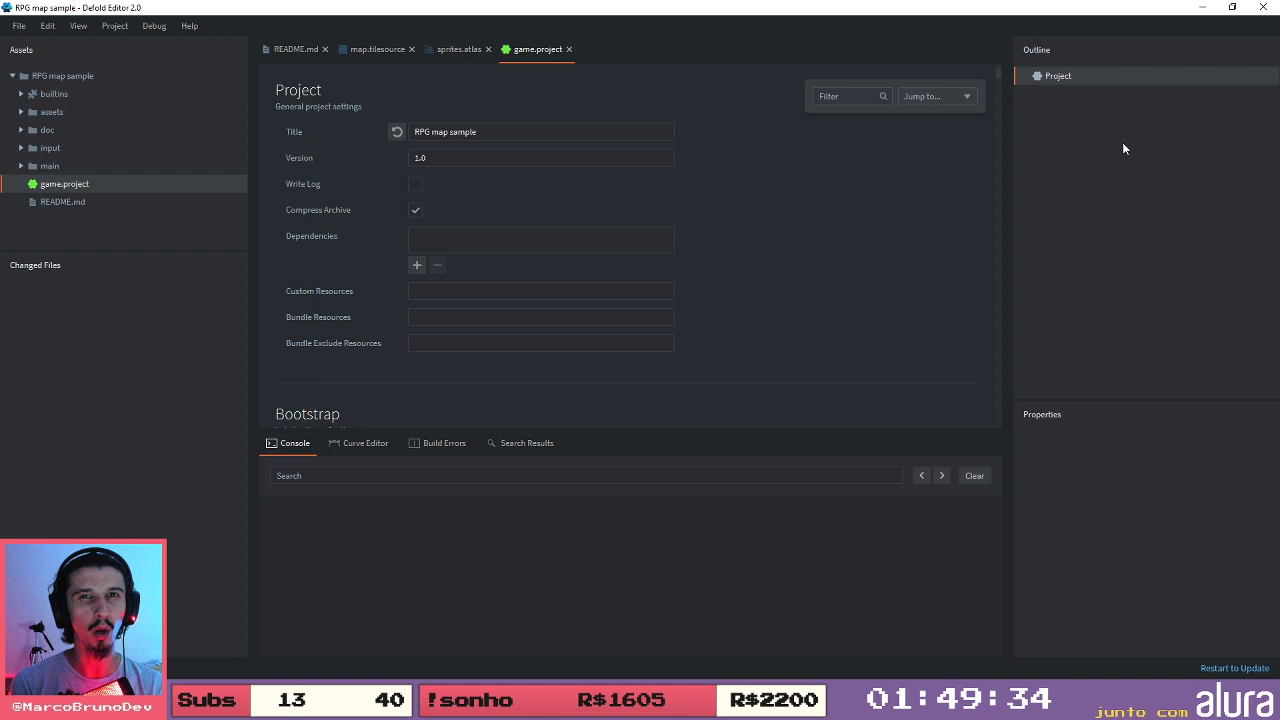 RPG map sample - Defold Editor 2.0
File Edit View Project Debug Help
Assets
RPG map sample
builtins
assets
doc
input
main
game.project
README.md
Changed Files
README.md map.tilesource sprites.atlas game.project
Project
General project settings
Filter Jump to...
Title RPG map sample
Version 1.0
Write Log
Compress Archive
Dependencies
Custom Resources
Bundle Resources
Bundle Exclude Resources
Bootstrap
Console Curve Editor Build Errors Search Results
Search Clear
Outline
Project
Properties
Restart to Update
@MarcoBrunoDev
Subs 13 40 !sonho R$1605 R$2200 01:49:34 junto com alura